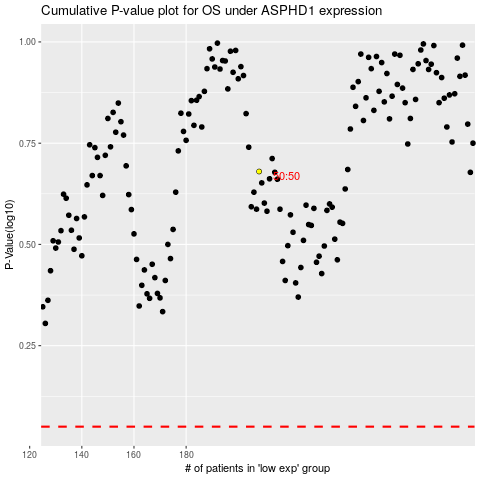 Cumulative P-value plot for OS under ASPHD1 expression
P-Value(log10)
1.00
0.75
0.50
0.25
50:50
120 140 160 180
# of patients in 'low exp' group